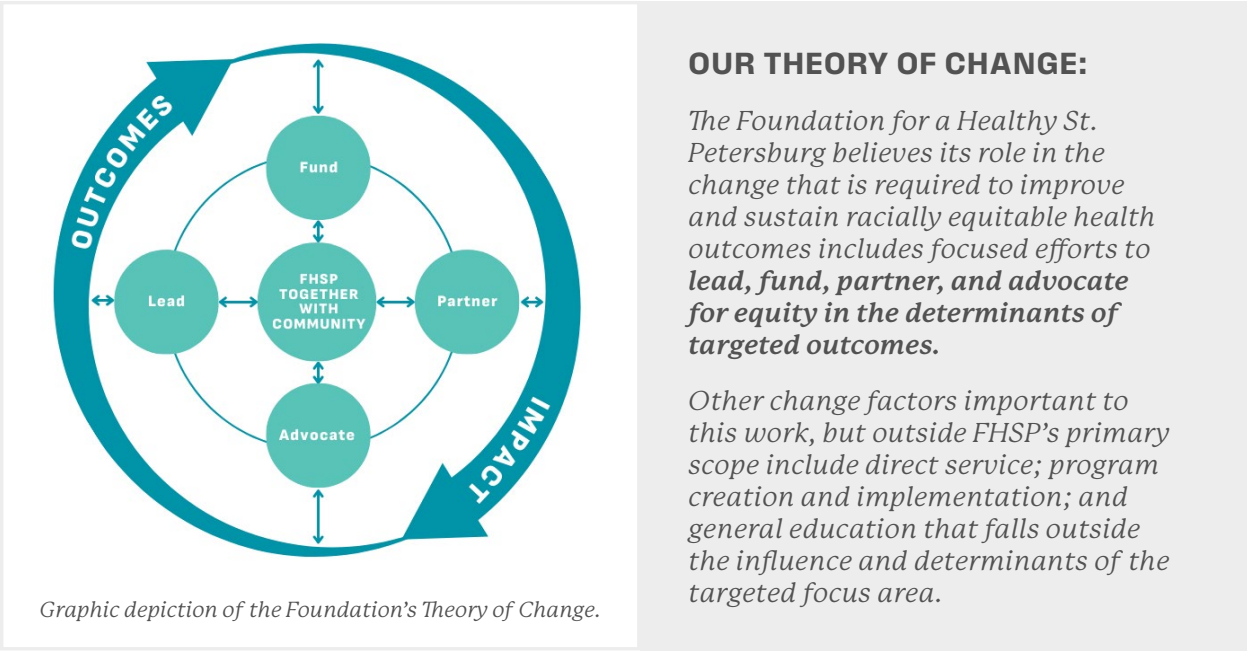 OUTCOMES
Fund
Lead
FHSP
TOGETHER
WITH
COMMUNITY
Partner
Advocate
IMPACT
Graphic depiction of the Foundation's Theory of Change.
OUR THEORY OF CHANGE:
The Foundation for a Healthy St.
Petersburg believes its role in the
change that is required to improve
and sustain racially equitable health
outcomes includes focused efforts to
lead, fund, partner, and advocate
for equity in the determinants of
targeted outcomes.
Other change factors important to
this work, but outside FHSP's primary
scope include direct service; program
creation and implementation; and
general education that falls outside
the influence and determinants of the
targeted focus area.